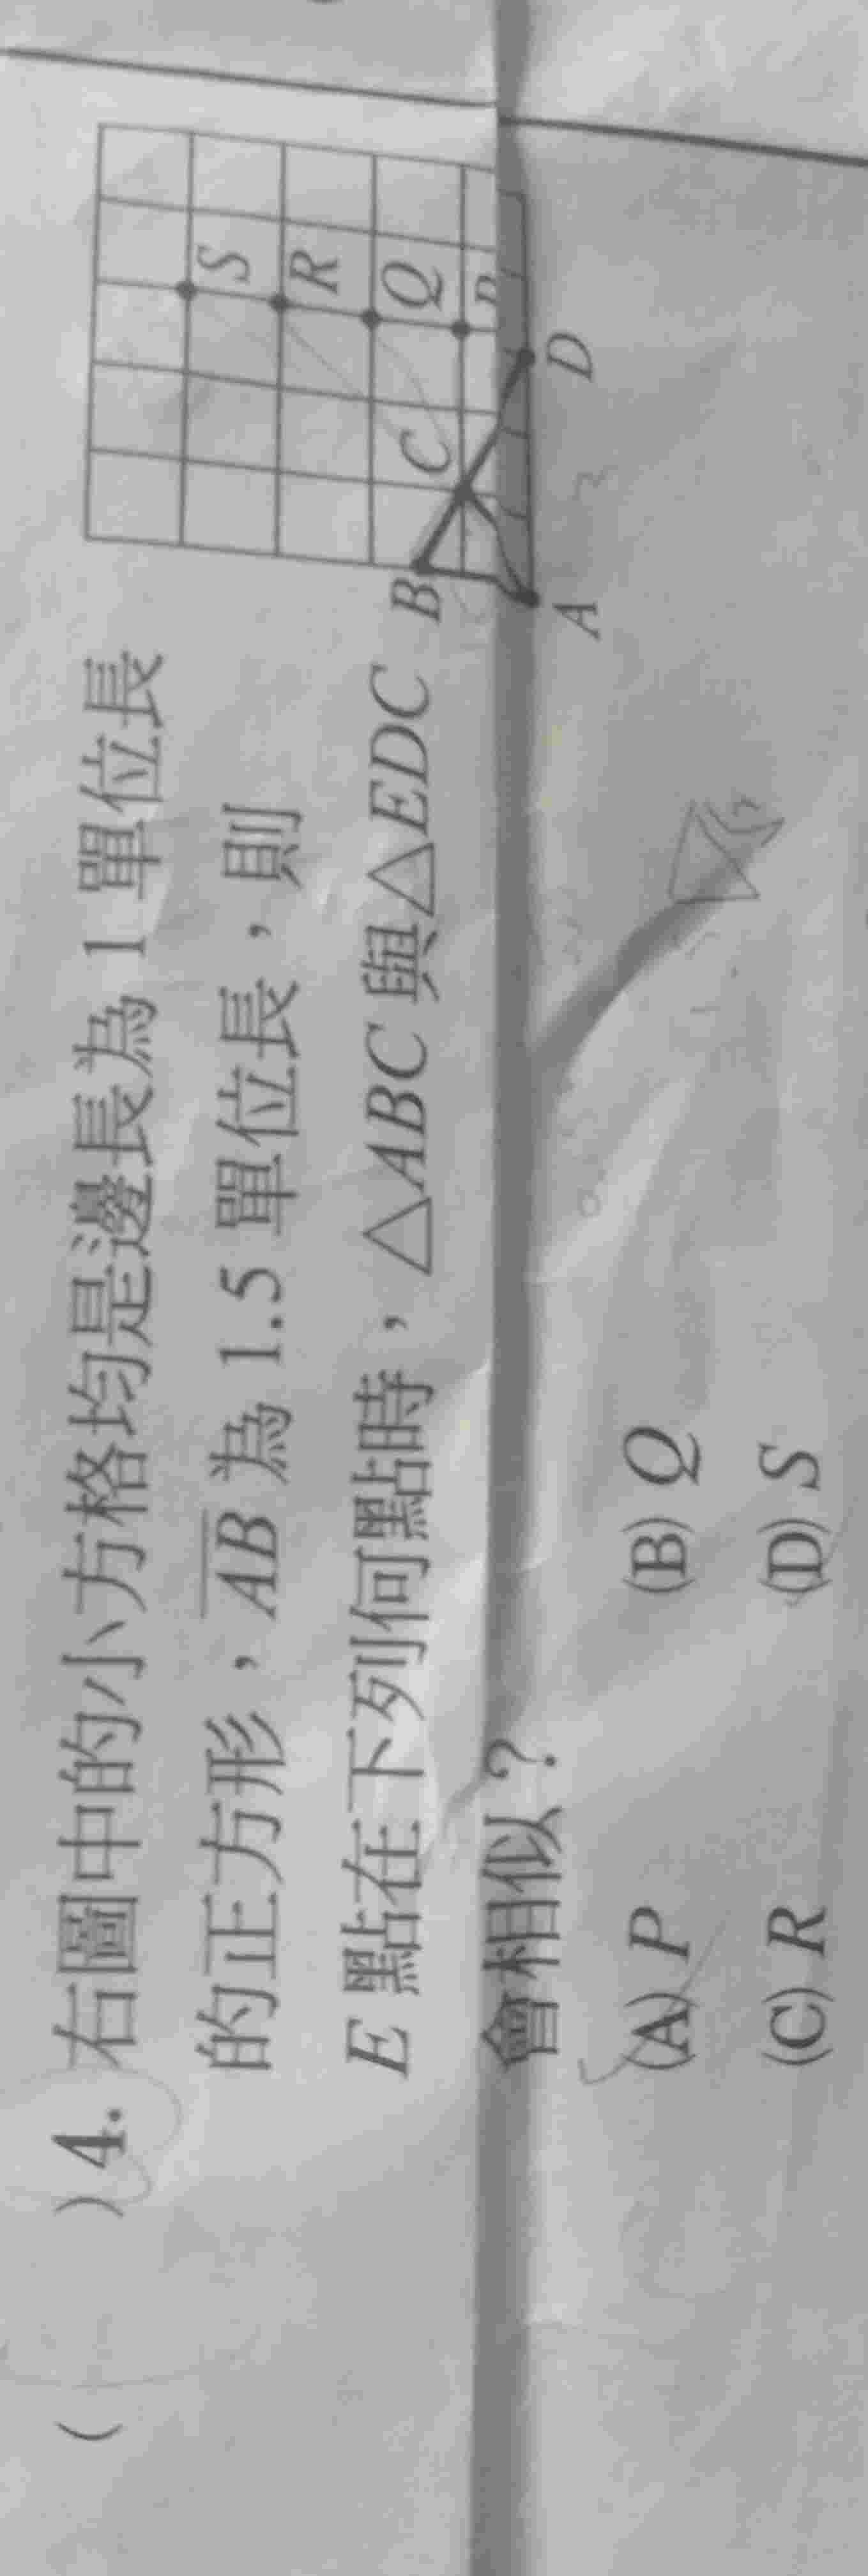 ( ) 4. 右圖中的小方格均是邊長為 1 單位長
的正方形，AB 為 1.5 單位長，則
E 點在下列何點時，△ABC 與△EDC
會相似？
(A) P (B) Q
(C) R (D) S
S
R
Q
C
B
A
D
3